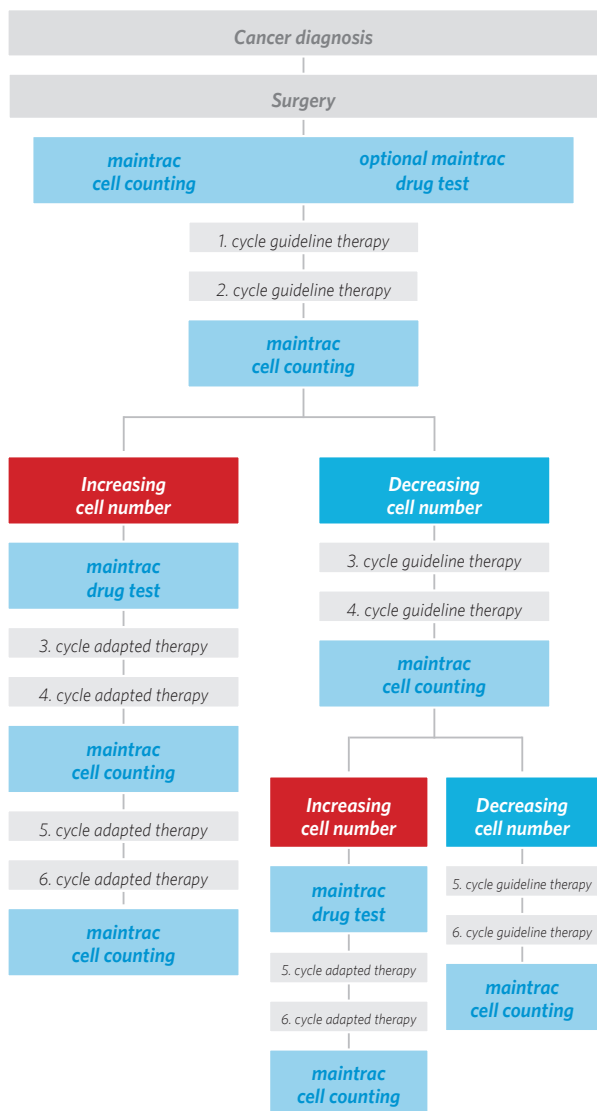 Cancer diagnosis
Surgery
maintrac
cell counting
optional maintrac
drug test
1. cycle guideline therapy
2. cycle guideline therapy
maintrac
cell counting
Increasing
cell number
maintrac
drug test
3. cycle adapted therapy
4. cycle adapted therapy
maintrac
cell counting
5. cycle adapted therapy
6. cycle adapted therapy
maintrac
cell counting
Decreasing
cell number
3. cycle guideline therapy
4. cycle guideline therapy
maintrac
cell counting
Increasing
cell number
maintrac
drug test
5. cycle adapted therapy
6. cycle adapted therapy
maintrac
cell counting
Decreasing
cell number
5. cycle guideline therapy
6. cycle guideline therapy
maintrac
cell counting